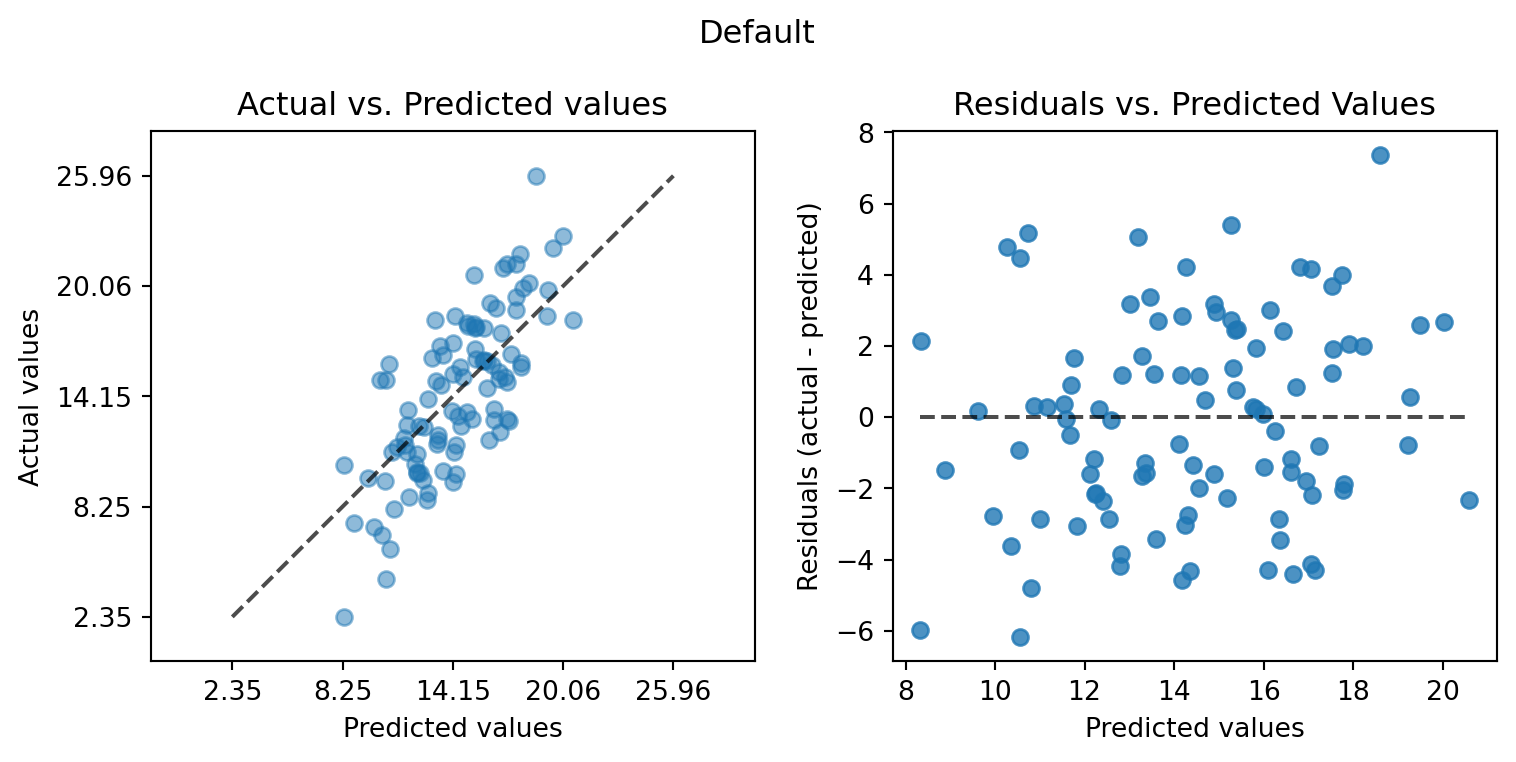 Default
Actual vs. Predicted values
Actual values
25.96
20.06
14.15
8.25
2.35
2.35 8.25 14.15 20.06 25.96
Predicted values
Residuals vs. Predicted Values
Residuals (actual - predicted)
8
6
4
2
0
−2
−4
−6
8 10 12 14 16 18 20
Predicted values